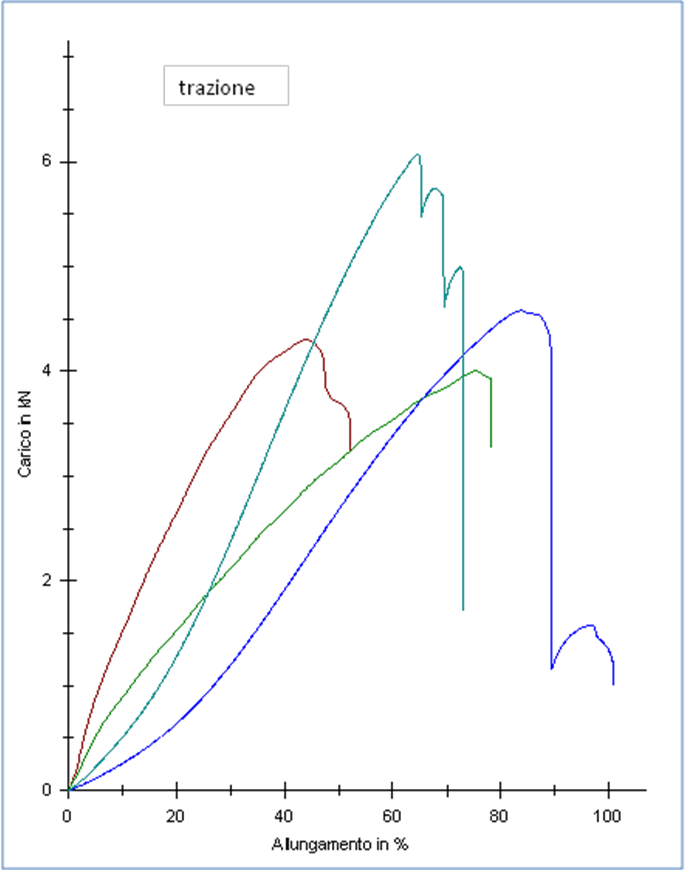 trazione
6
4
2
0
Carico in kN
0 20 40 60 80 100
Allungamento in %